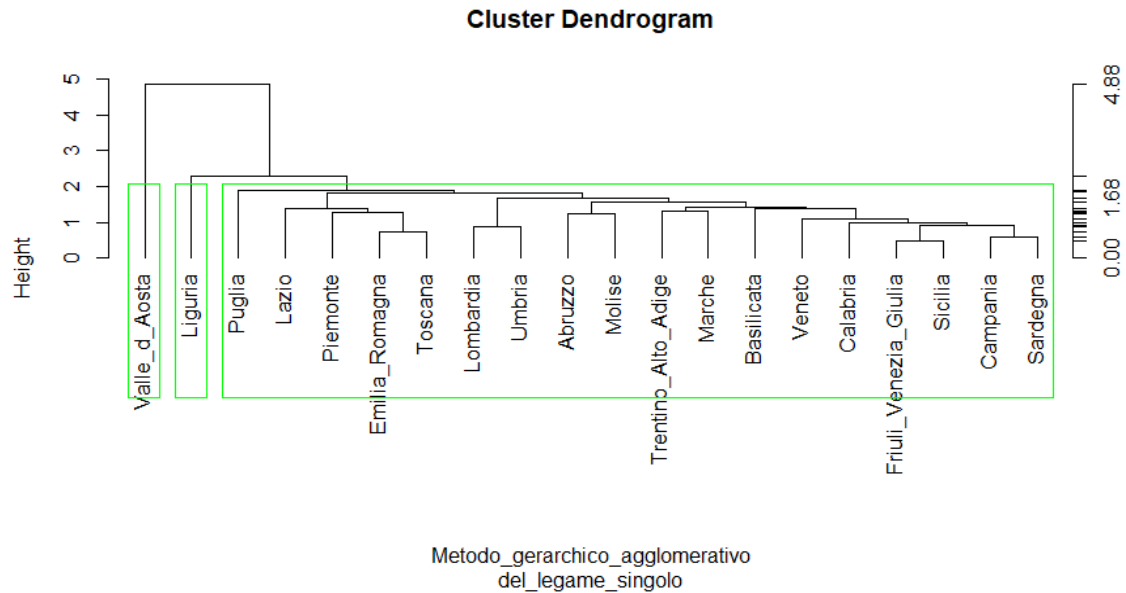 Cluster Dendrogram
Height
0
1
2
3
4
5
0.00
1.68
4.88
Valle_d_Aosta
Liguria
Puglia
Lazio
Piemonte
Emilia_Romagna
Toscana
Lombardia
Umbria
Abruzzo
Molise
Trentino_Alto_Adige
Marche
Basilicata
Veneto
Calabria
Friuli_Venezia_Giulia
Sicilia
Campania
Sardegna
Metodo_gerarchico_agglomerativo
del_legame_singolo